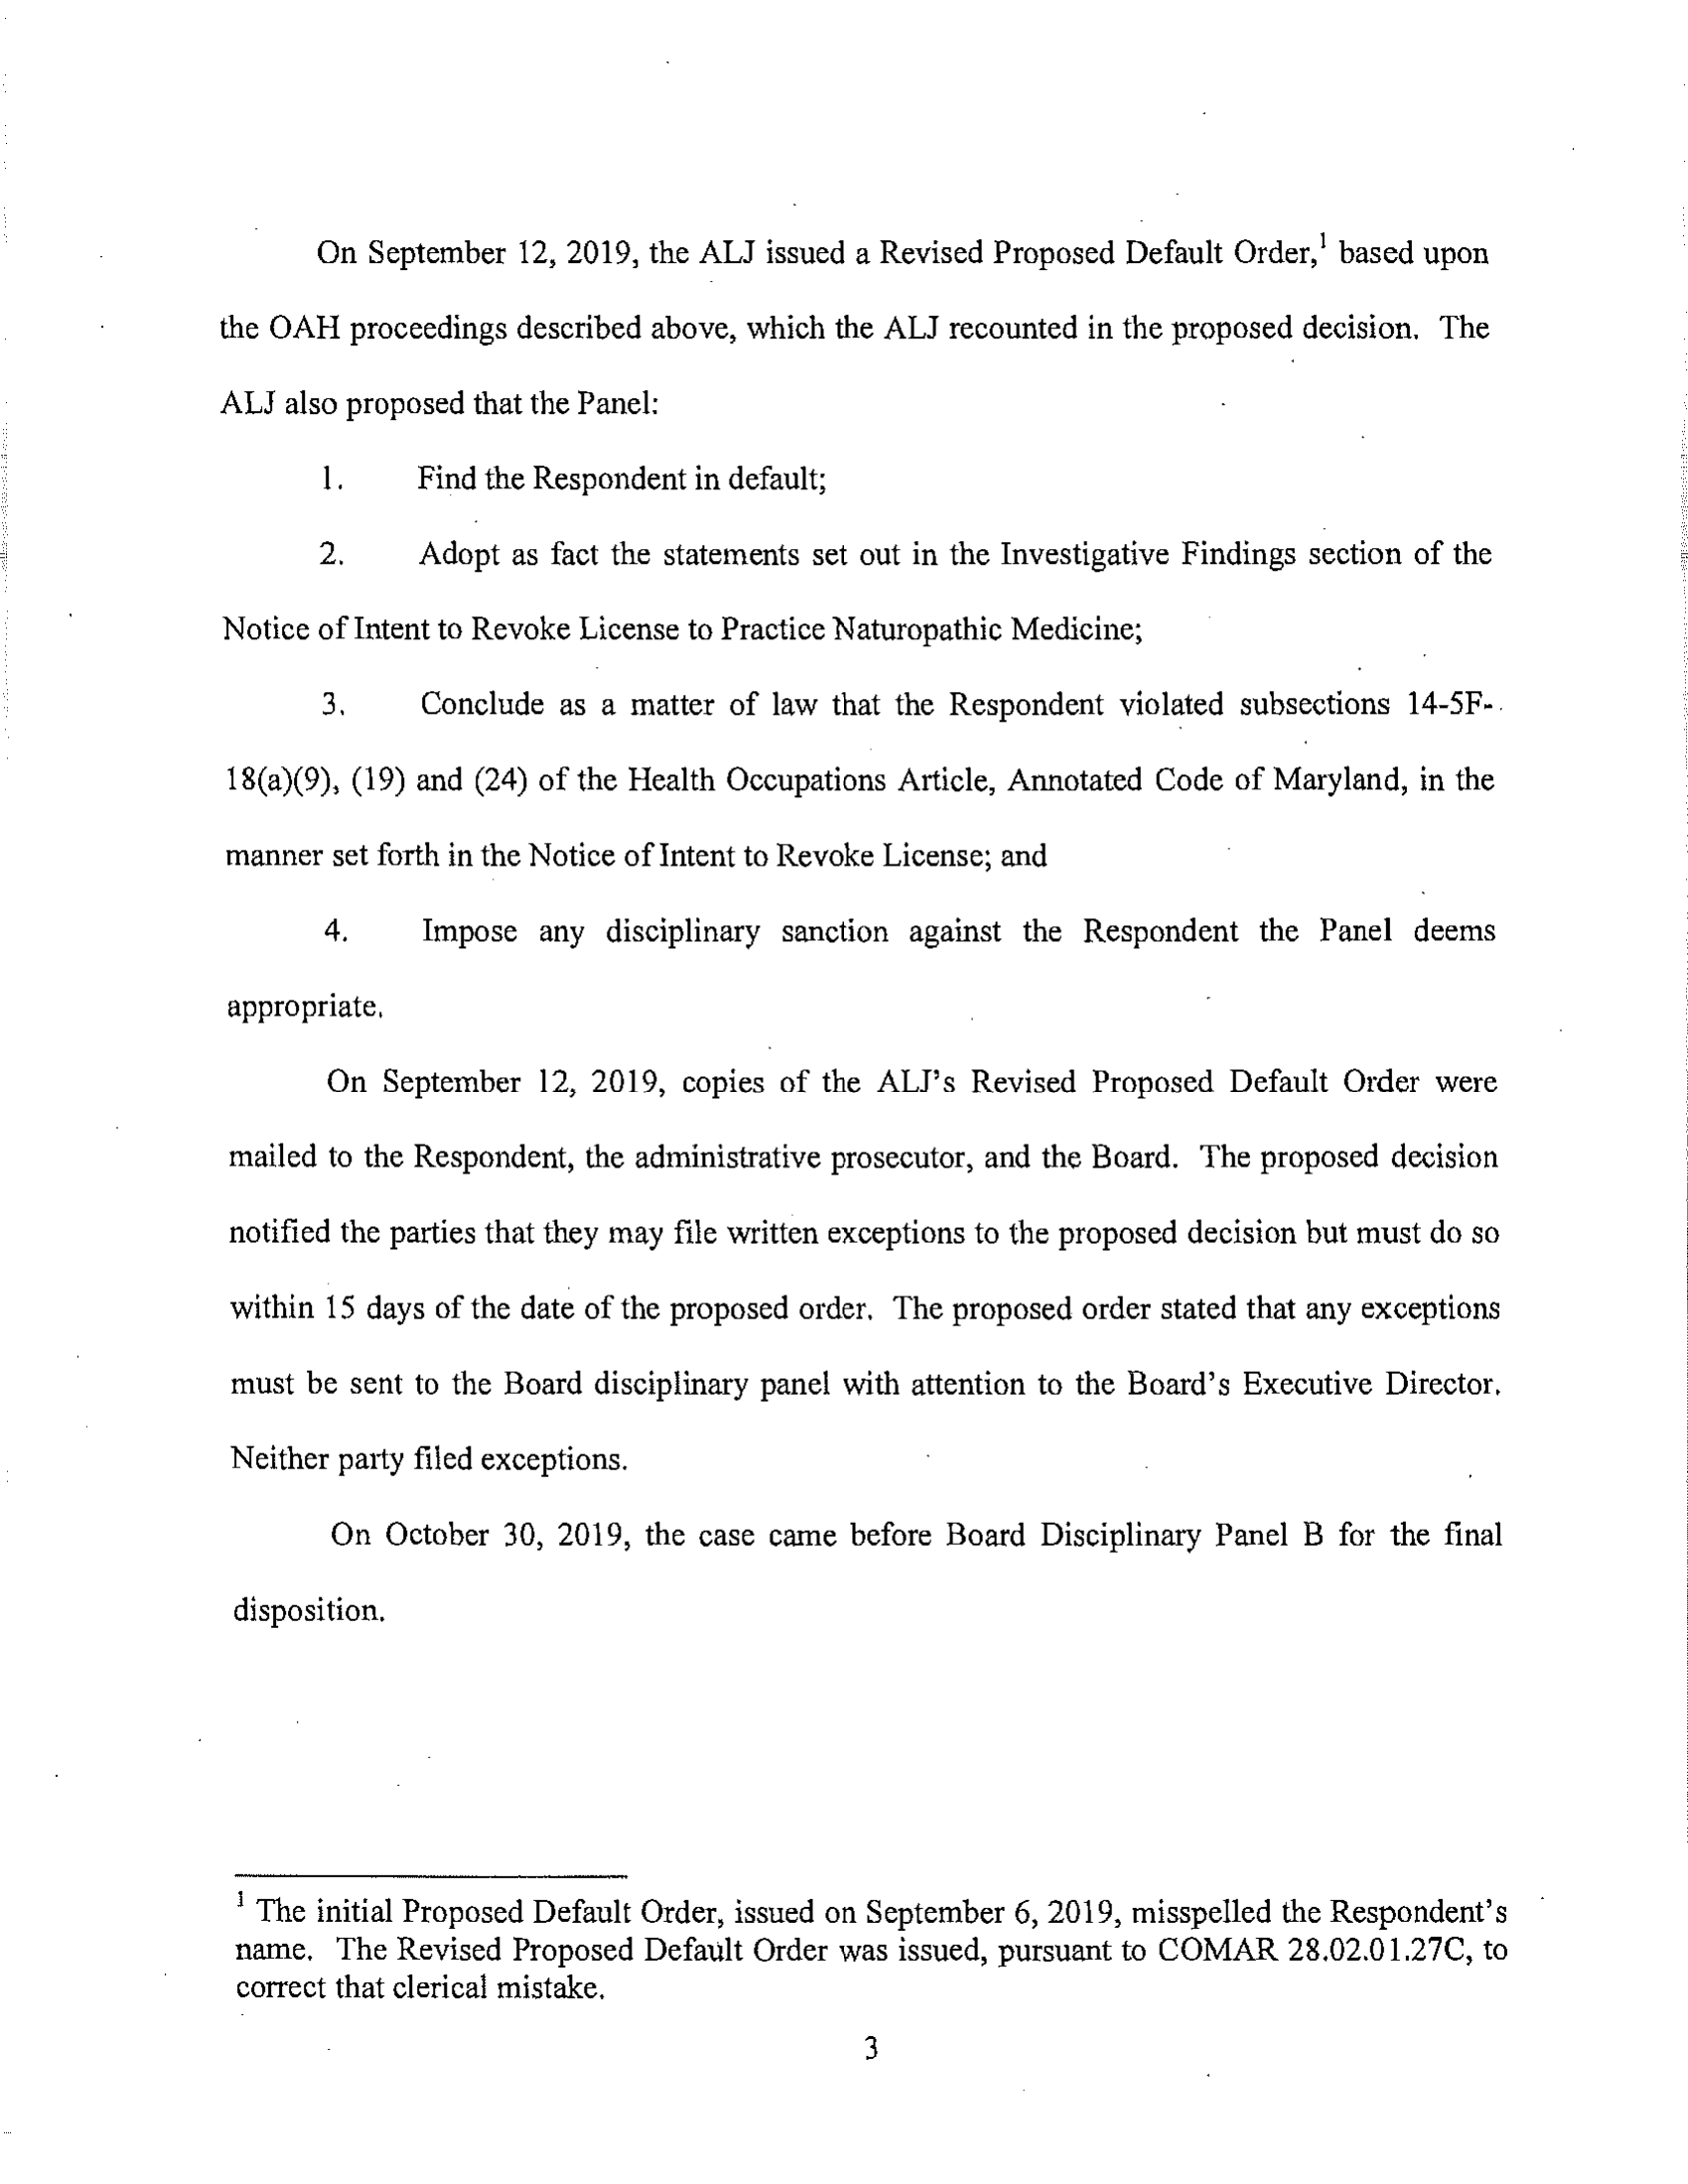 On September 12, 2019, the ALJ issued a Revised Proposed Default Order,1 based upon
the OAH proceedings described above, which the ALJ recounted in the proposed decision. The
ALJ also proposed that the Panel:
1. Find the Respondent in default;
2. Adopt as fact the statements set out in the Investigative Findings section of the
Notice of Intent to Revoke License to Practice Naturopathic Medicine;
3. Conclude as a matter of law that the Respondent violated subsections 14-5F-
18(a)(9), (19) and (24) of the Health Occupations Article, Annotated Code of Maryland, in the
manner set forth in the Notice of Intent to Revoke License; and
4. Impose any disciplinary sanction against the Respondent the Panel deems
appropriate.
On September 12, 2019, copies of the ALJ's Revised Proposed Default Order were
mailed to the Respondent, the administrative prosecutor, and the Board. The proposed decision
notified the parties that they may file written exceptions to the proposed decision but must do so
within 15 days of the date of the proposed order. The proposed order stated that any exceptions
must be sent to the Board disciplinary panel with attention to the Board's Executive Director.
Neither party filed exceptions.
On October 30, 2019, the case came before Board Disciplinary Panel B for the final
disposition.
1 The initial Proposed Default Order, issued on September 6, 2019, misspelled the Respondent's
name. The Revised Proposed Default Order was issued, pursuant to COMAR 28.02.01.27C, to
correct that clerical mistake.
3